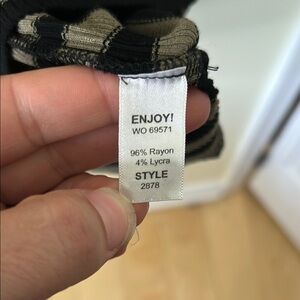 ENJOY!
WO 69571
96% Rayon
4% Lycra
STYLE
2878